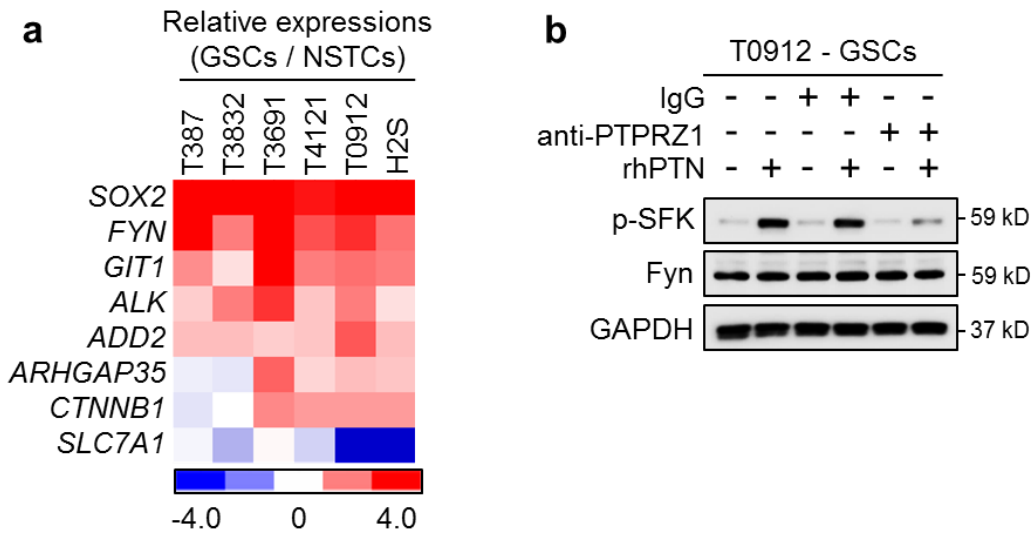 a
Relative expressions
(GSCs / NSTCs)
T387
T3832
T3691
T4121
T0912
H2S
SOX2
FYN
GIT1
ALK
ADD2
ARHGAP35
CTNNB1
SLC7A1
-4.0 0 4.0
b
T0912 - GSCs
IgG - - + + - -
anti-PTPRZ1 - - - - + +
rhPTN - + - + - +
p-SFK - 59 kD
Fyn - 59 kD
GAPDH - 37 kD